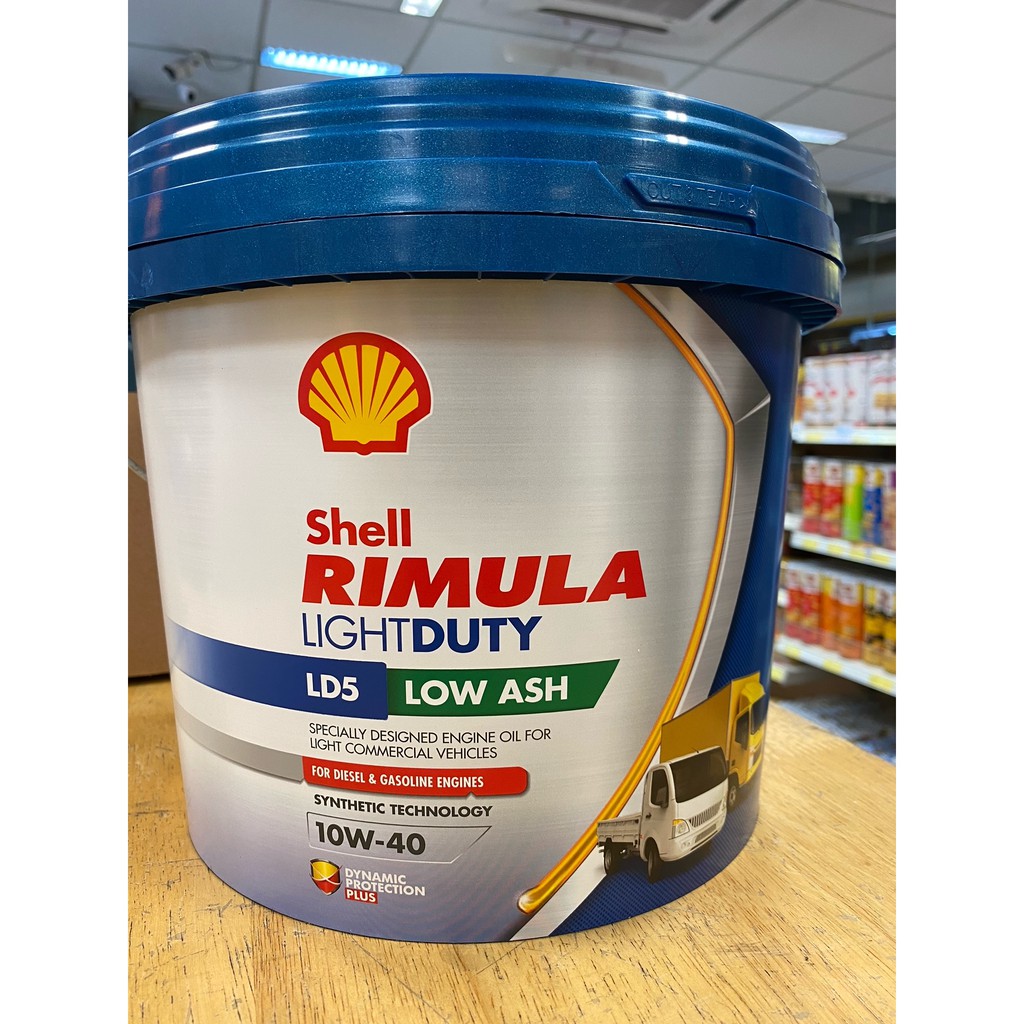 Shell
RIMULA
LIGHTDUTY
LD5 LOW ASH
SPECIALLY DESIGNED ENGINE OIL FOR
LIGHT COMMERCIAL VEHICLES
FOR DIESEL & GASOLINE ENGINES
SYNTHETIC TECHNOLOGY
10W-40
DYNAMIC
PROTECTION
PLUS